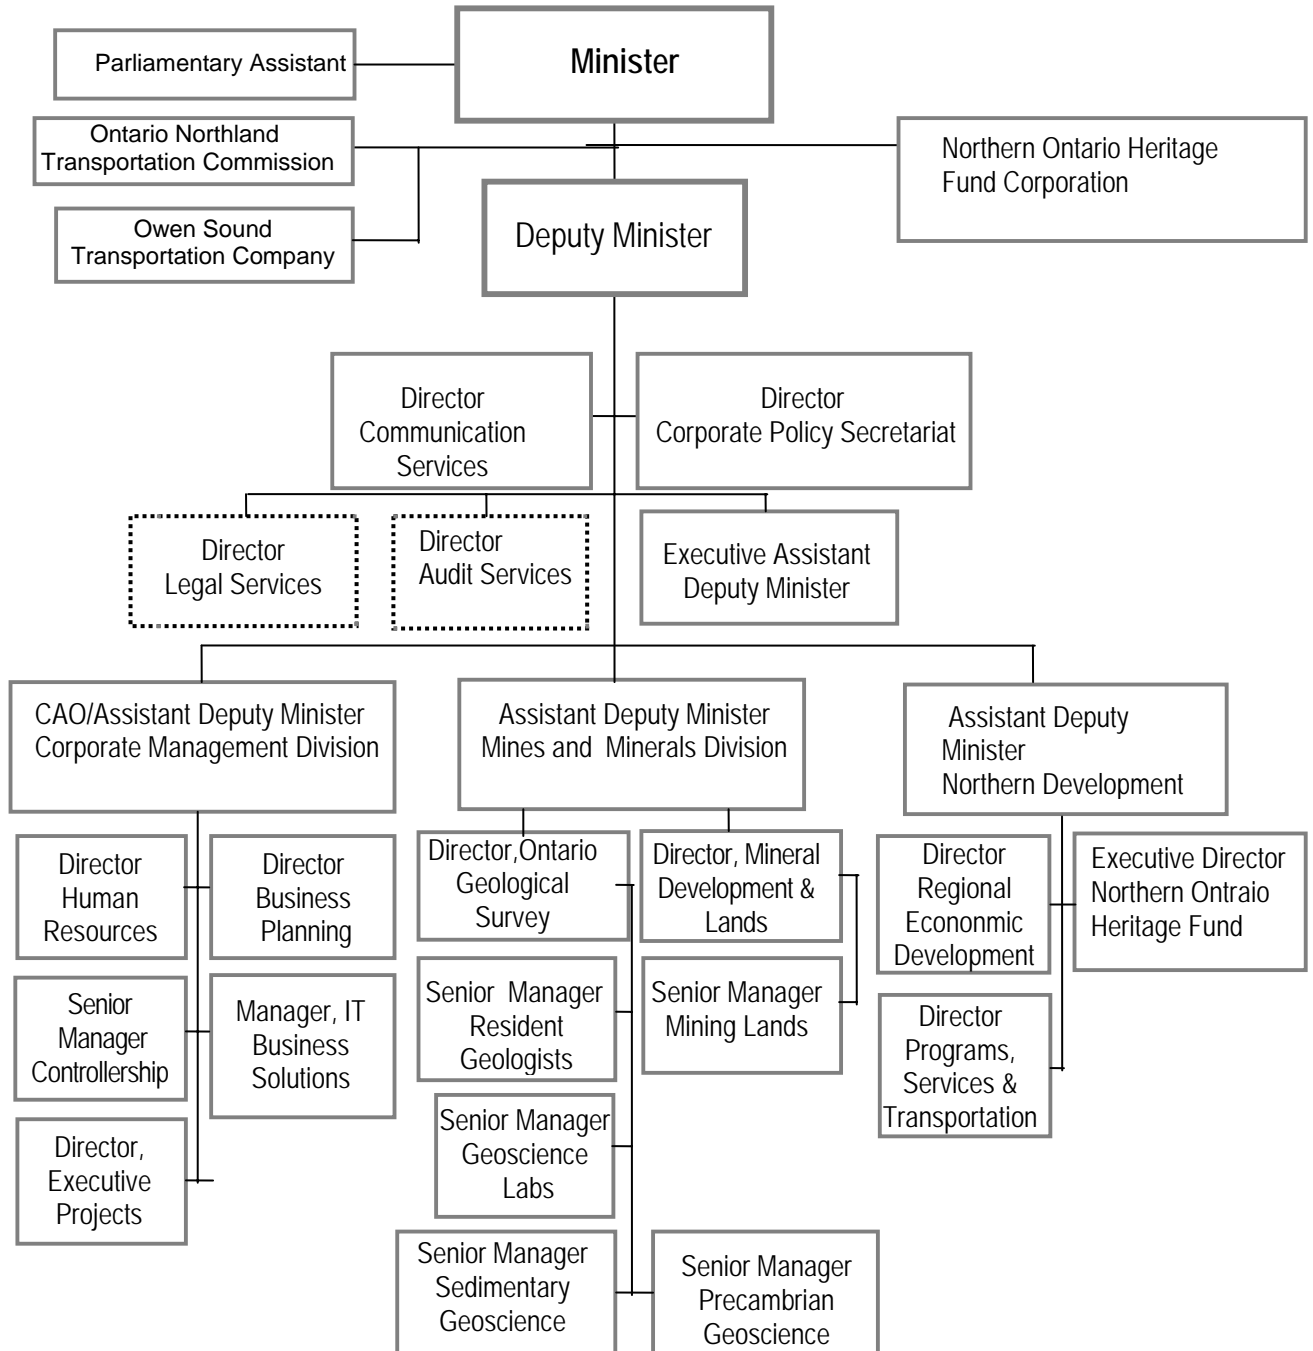 Parliamentary Assistant
Minister
Ontario Northland
Transportation Commission
Northern Ontario Heritage
Fund Corporation
Owen Sound
Transportation Company
Deputy Minister
Director
Communication
Services
Director
Corporate Policy Secretariat
Director
Legal Services
Director
Audit Services
Executive Assistant
Deputy Minister
CAO/Assistant Deputy Minister
Corporate Management Division
Assistant Deputy Minister
Mines and Minerals Division
Assistant Deputy
Minister
Northern Development
Director
Human
Resources
Director
Business
Planning
Director,Ontario
Geological
Survey
Director, Mineral
Development &
Lands
Director
Regional
Econonmic
Development
Executive Director
Northern Ontraio
Heritage Fund
Senior
Manager
Controllership
Manager, IT
Business
Solutions
Senior Manager
Resident
Geologists
Senior Manager
Mining Lands
Director
Programs,
Services &
Transportation
Director,
Executive
Projects
Senior Manager
Geoscience
Labs
Senior Manager
Sedimentary
Geoscience
Senior Manager
Precambrian
Geoscience